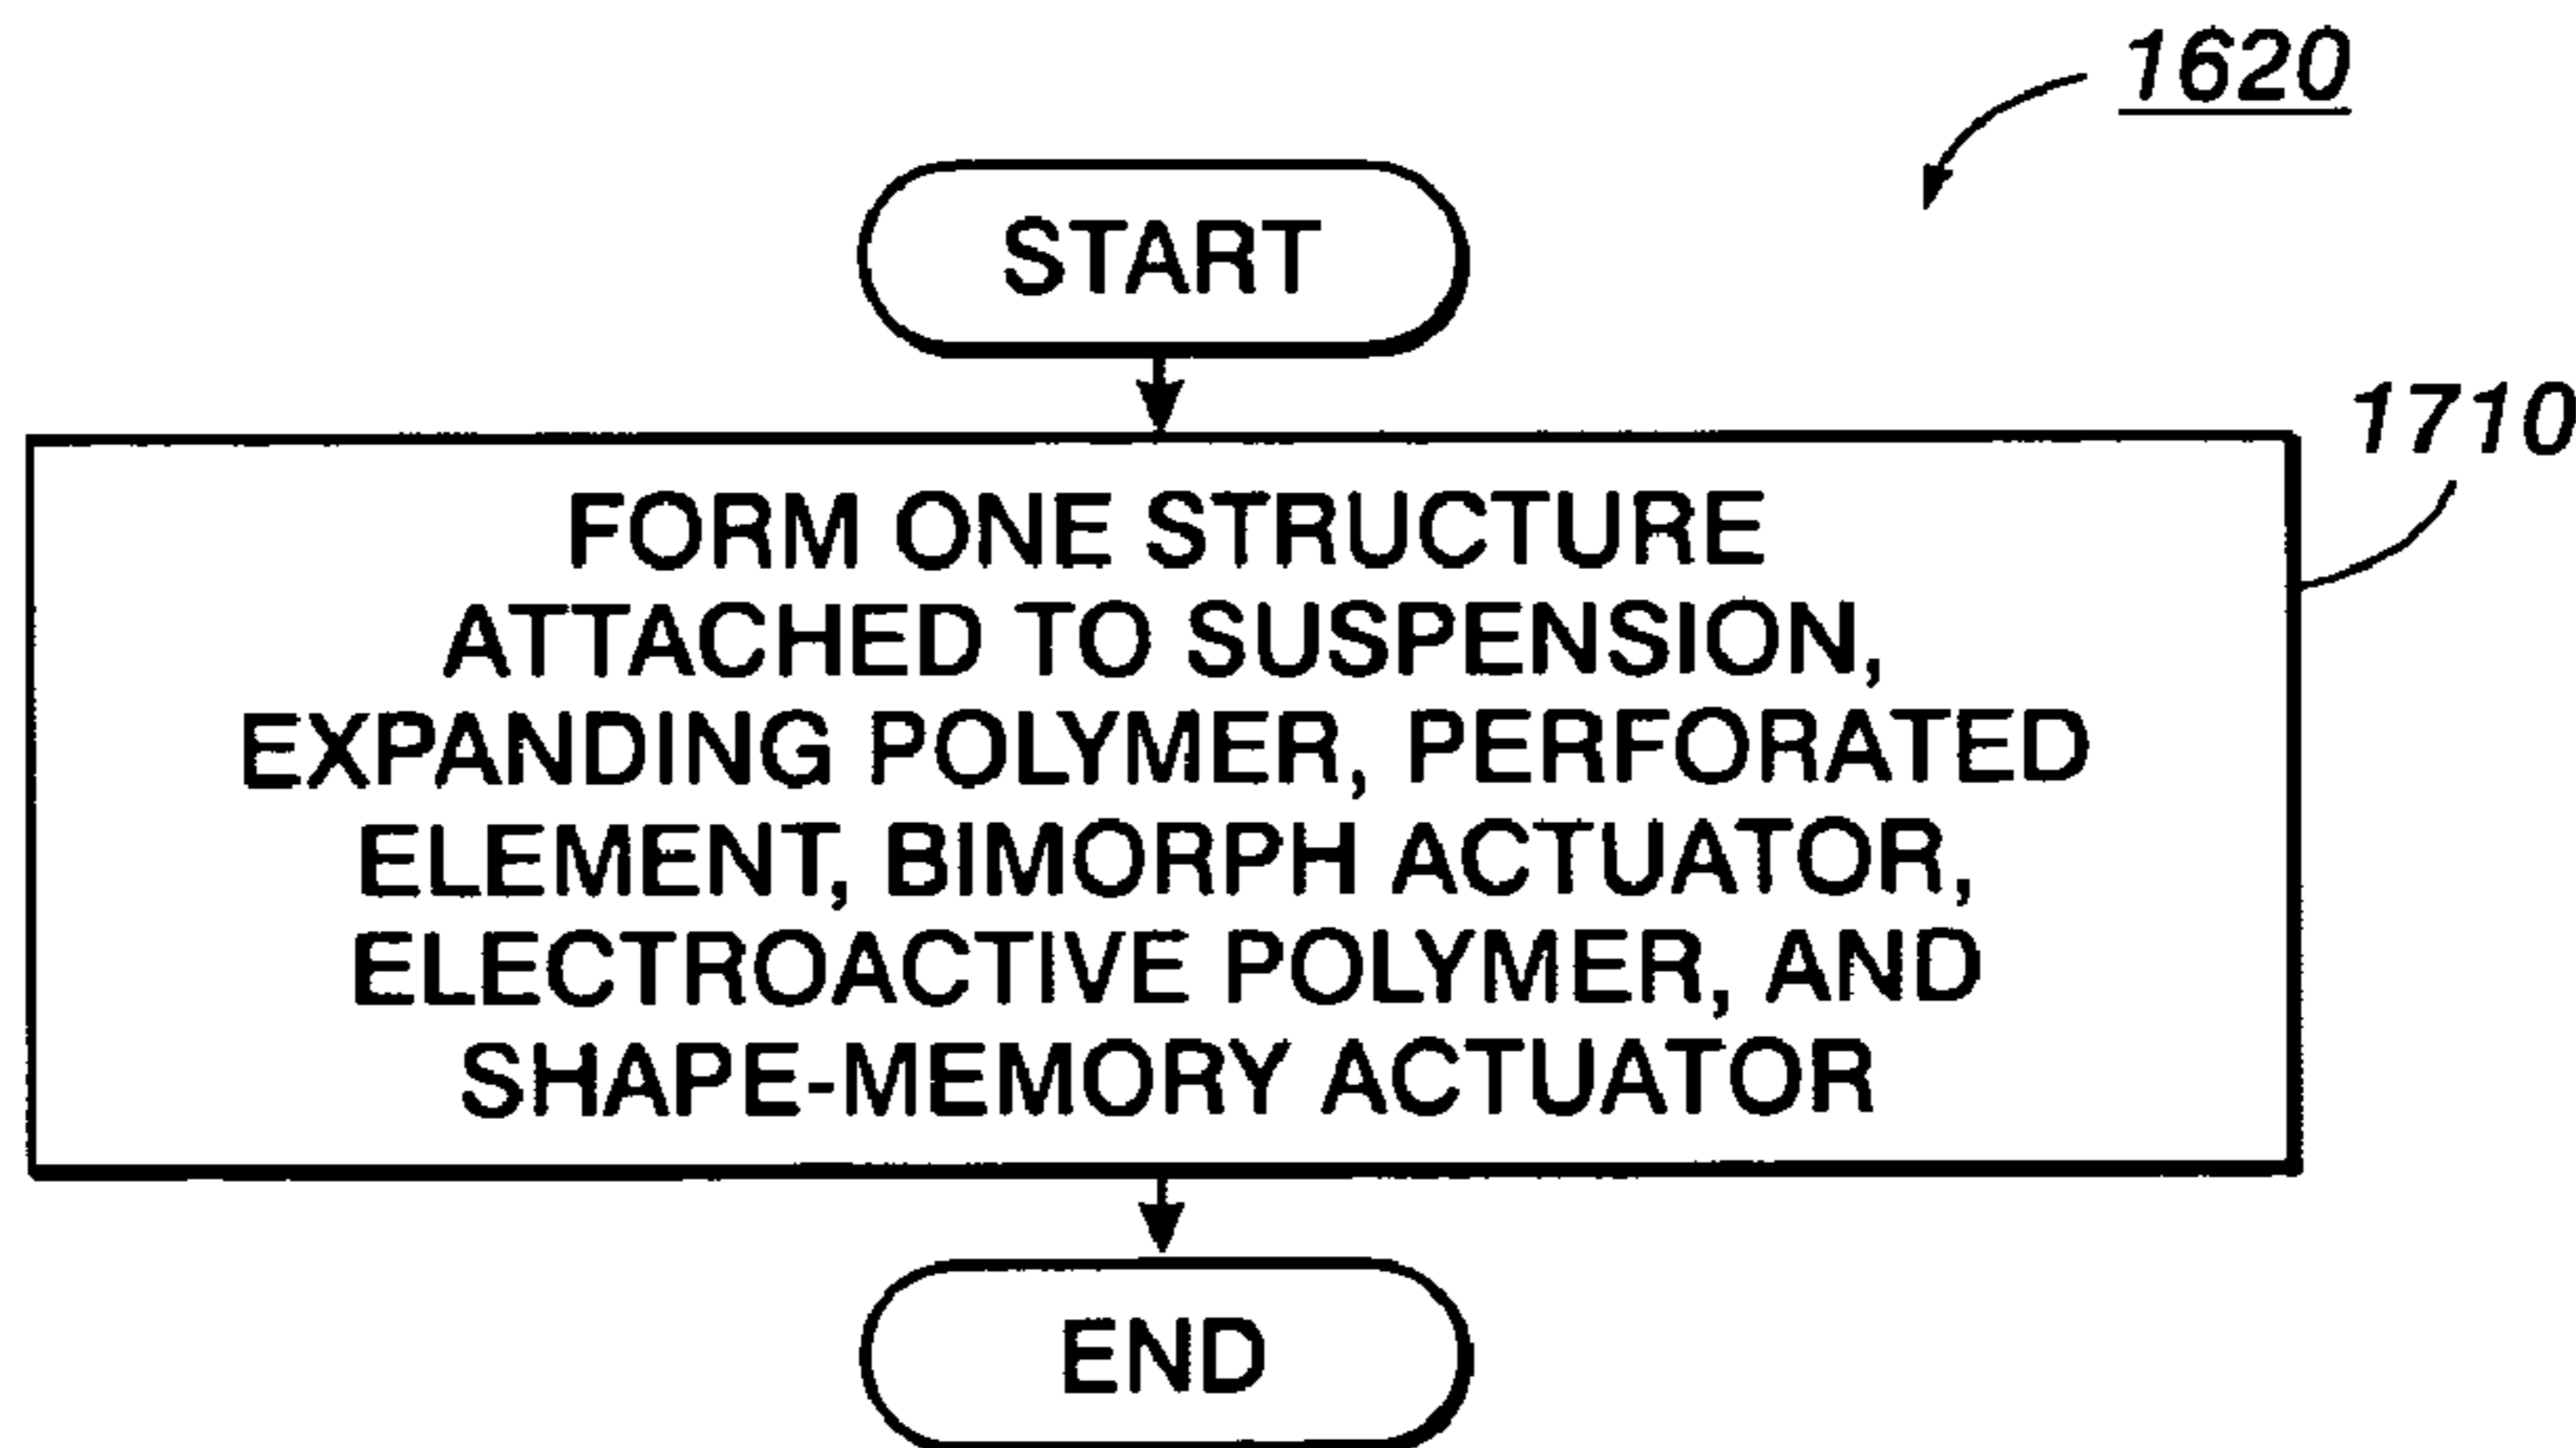 1620
START
1710
FORM ONE STRUCTURE
ATTACHED TO SUSPENSION,
EXPANDING POLYMER, PERFORATED
ELEMENT, BIMORPH ACTUATOR,
ELECTROACTIVE POLYMER, AND
SHAPE-MEMORY ACTUATOR
END